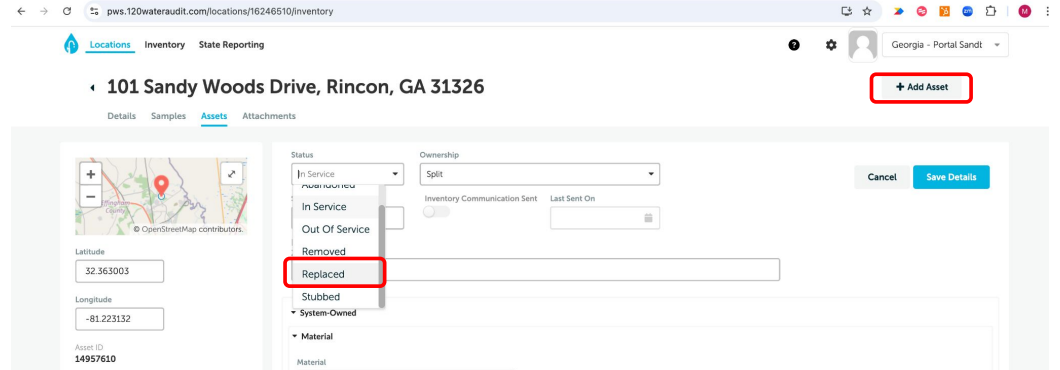 pws.120wateraudit.com/locations/16246510/inventory
M
Locations Inventory State Reporting
Georgia - Portal Sandt
101 Sandy Woods Drive, Rincon, GA 31326
+ Add Asset
Details Samples Assets Attachments
Status
Ownership
In Service
Split
Cancel
Save Details
Abandoned
In Service
Out Of Service
Removed
Replaced
Stubbed
Inventory Communication Sent
Last Sent On
Effingham
County
© OpenStreetMap contributors.
Latitude
32.363003
Longitude
-81.223132
Asset ID
14957610
System-Owned
Material
Material